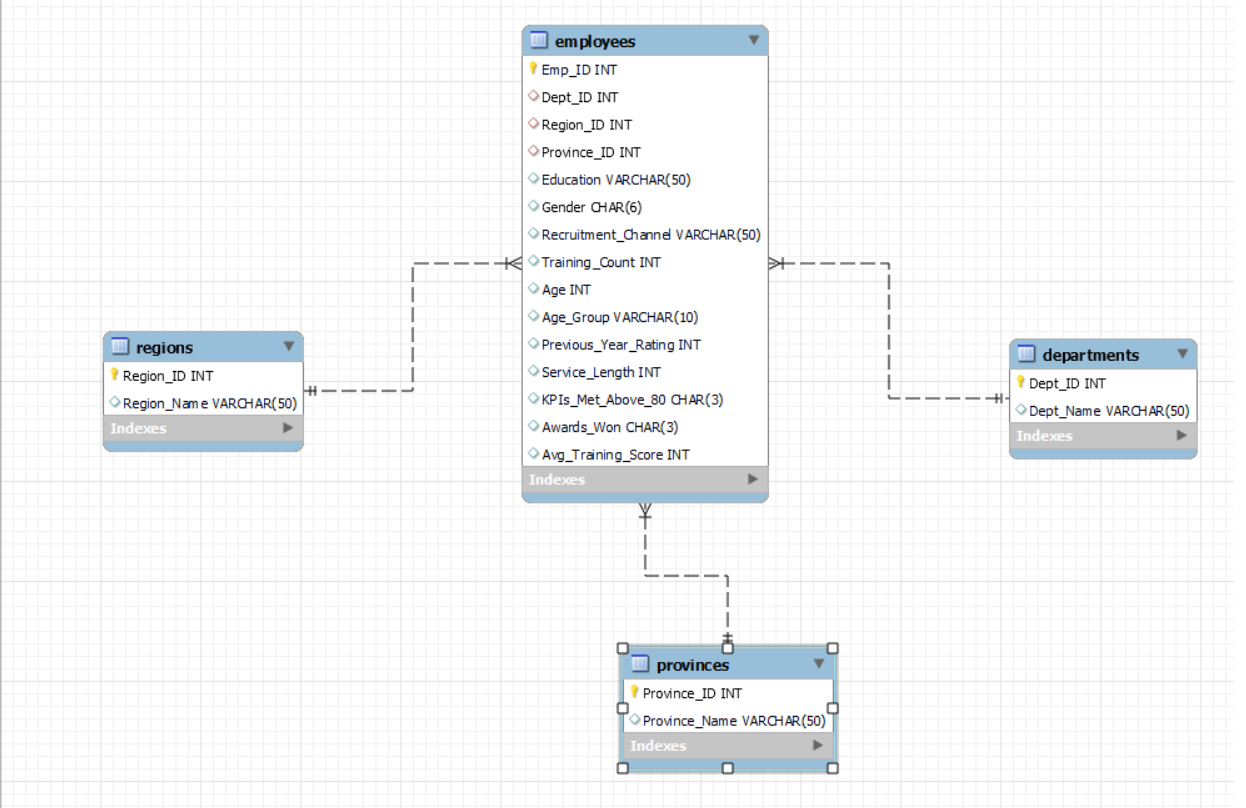 employees
Emp_ID INT
Dept_ID INT
Region_ID INT
Province_ID INT
Education VARCHAR(50)
Gender CHAR(6)
Recruitment_Channel VARCHAR(50)
Training_Count INT
Age INT
Age_Group VARCHAR(10)
Previous_Year_Rating INT
Service_Length INT
KPIs_Met_Above_80 CHAR(3)
Awards_Won CHAR(3)
Avg_Training_Score INT
Indexes
regions
Region_ID INT
Region_Name VARCHAR(50)
Indexes
departments
Dept_ID INT
Dept_Name VARCHAR(50)
Indexes
provinces
Province_ID INT
Province_Name VARCHAR(50)
Indexes